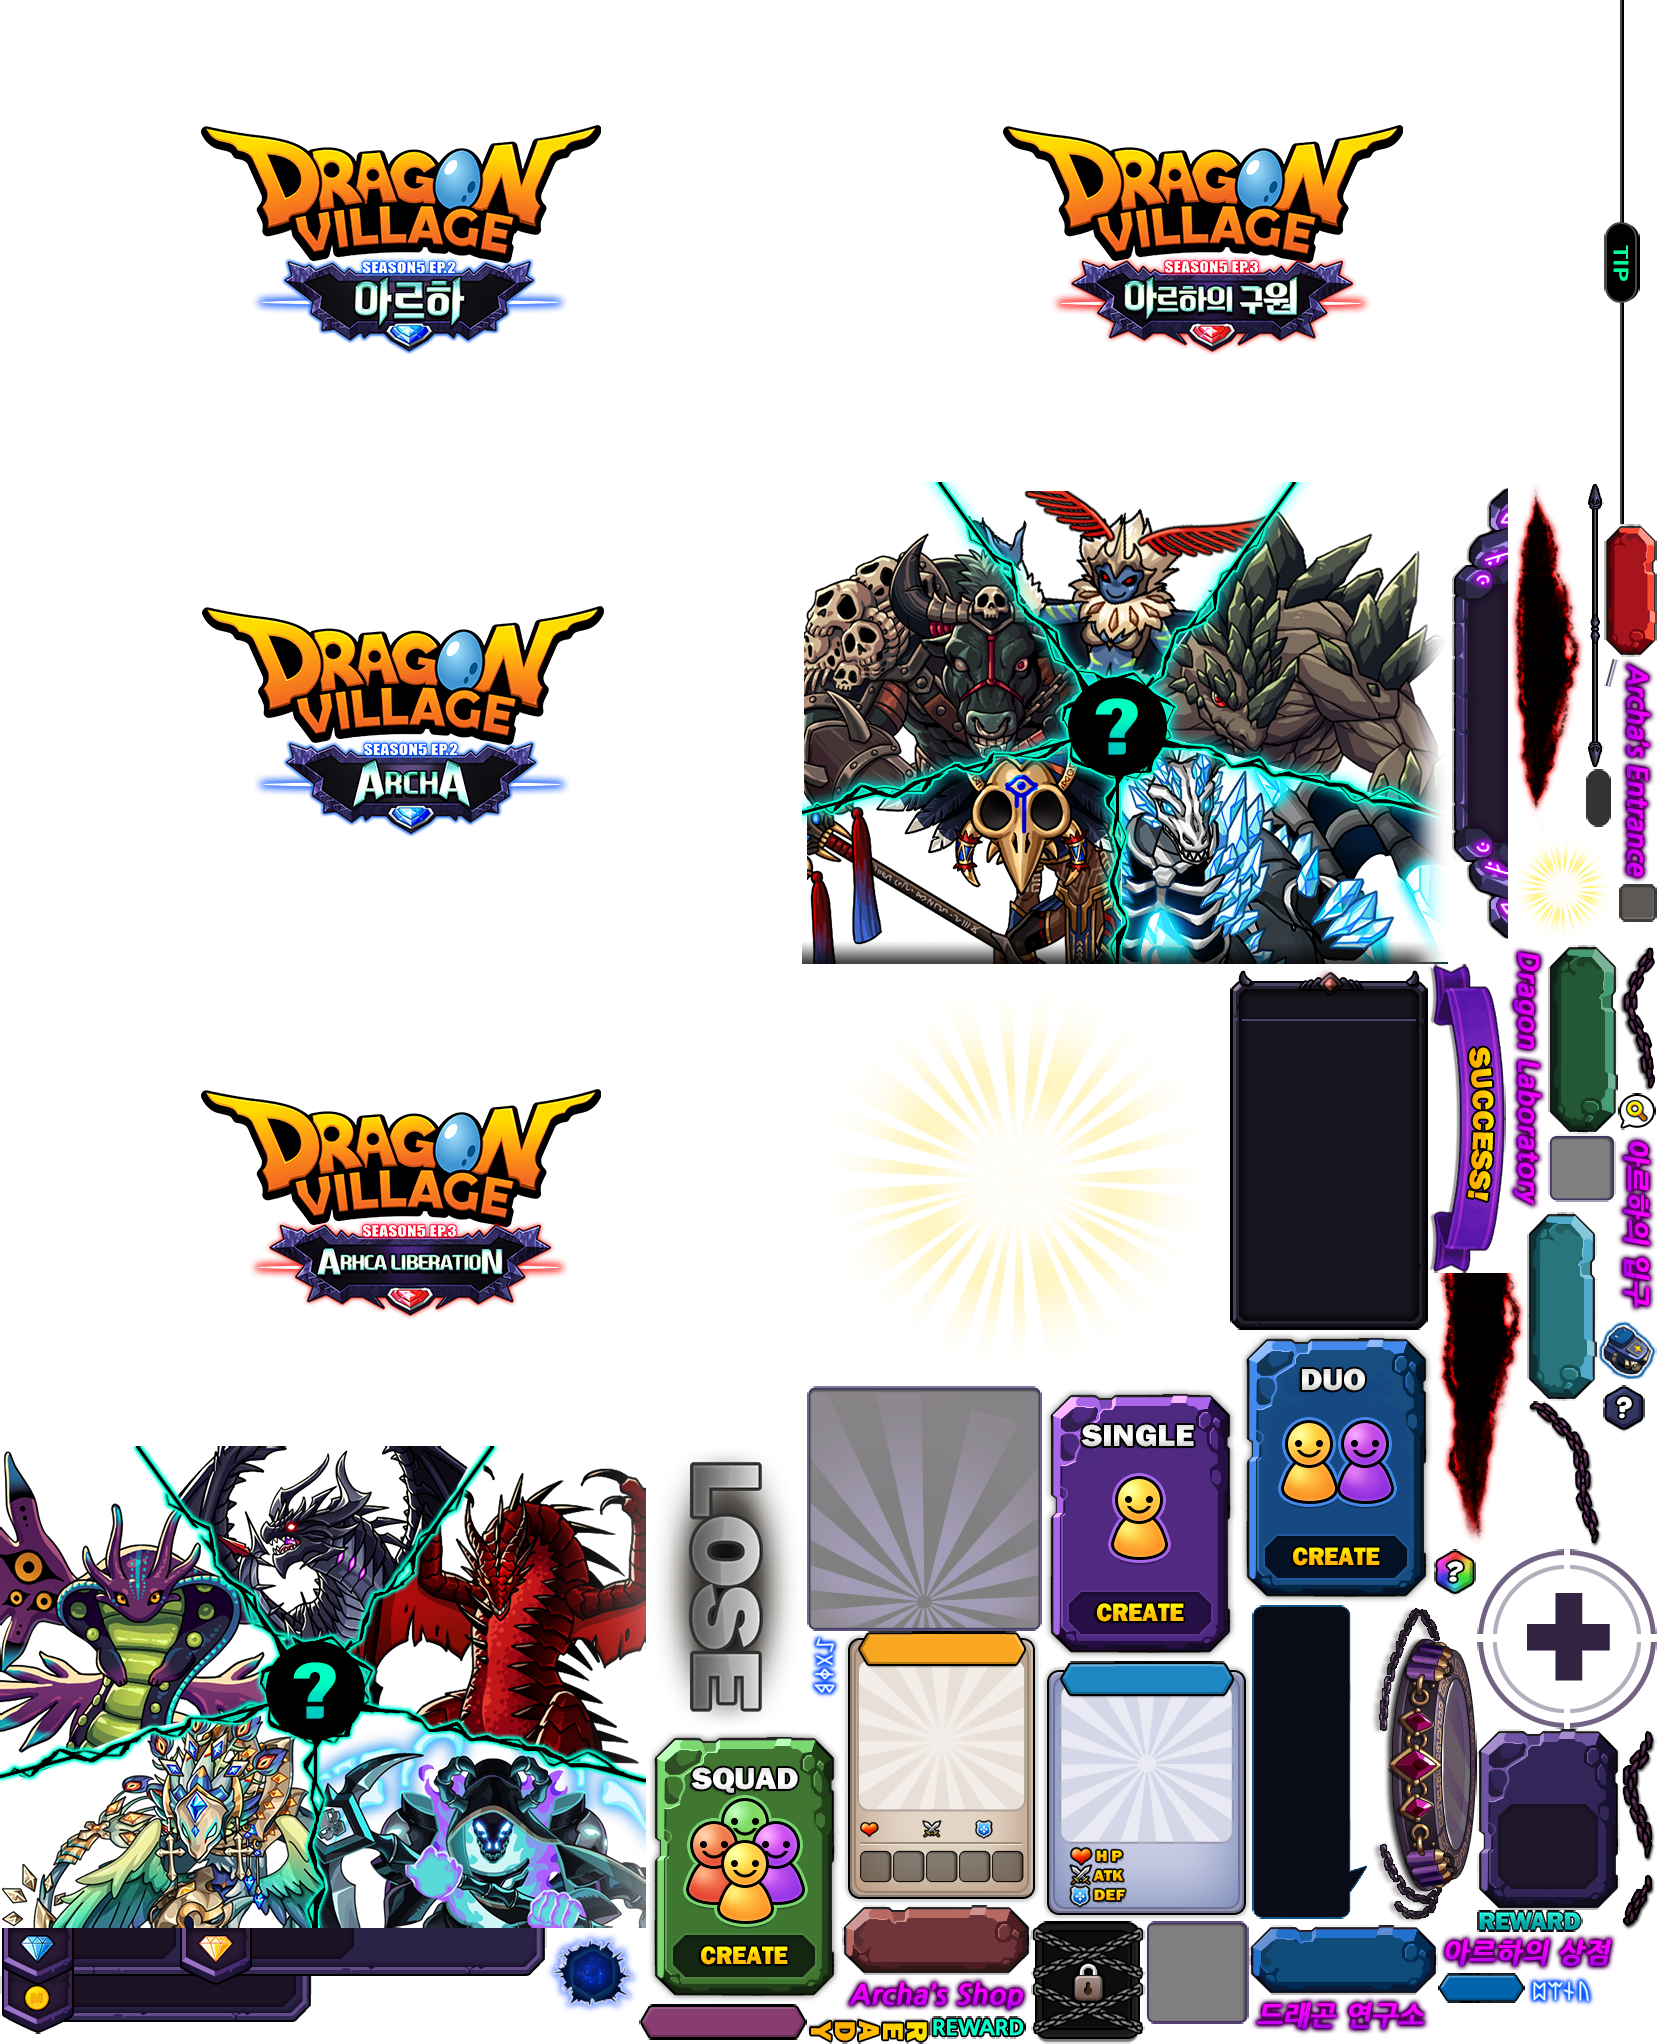 DRAGON
VILLAGE
SEASON5 EP.2
아르하
DRAGON
VILLAGE
SEASON5 EP.3
아르하의 구원
TIP
DRAGON
VILLAGE
SEASON5 EP.2
ARCHA
?
Archa's Entrance
DRAGON
VILLAGE
SEASON5 EP.3
ARHCA LIBERATION
SUCCESS!
Dragon Laboratory
아르하의 입구
?
DUO
CREATE
SINGLE
CREATE
?
LOSE
?
SQUAD
CREATE
HP
ATK
DEF
M
REWARD
아르하의 상점
Archa's Shop
드래곤 연구소
READY
REWARD